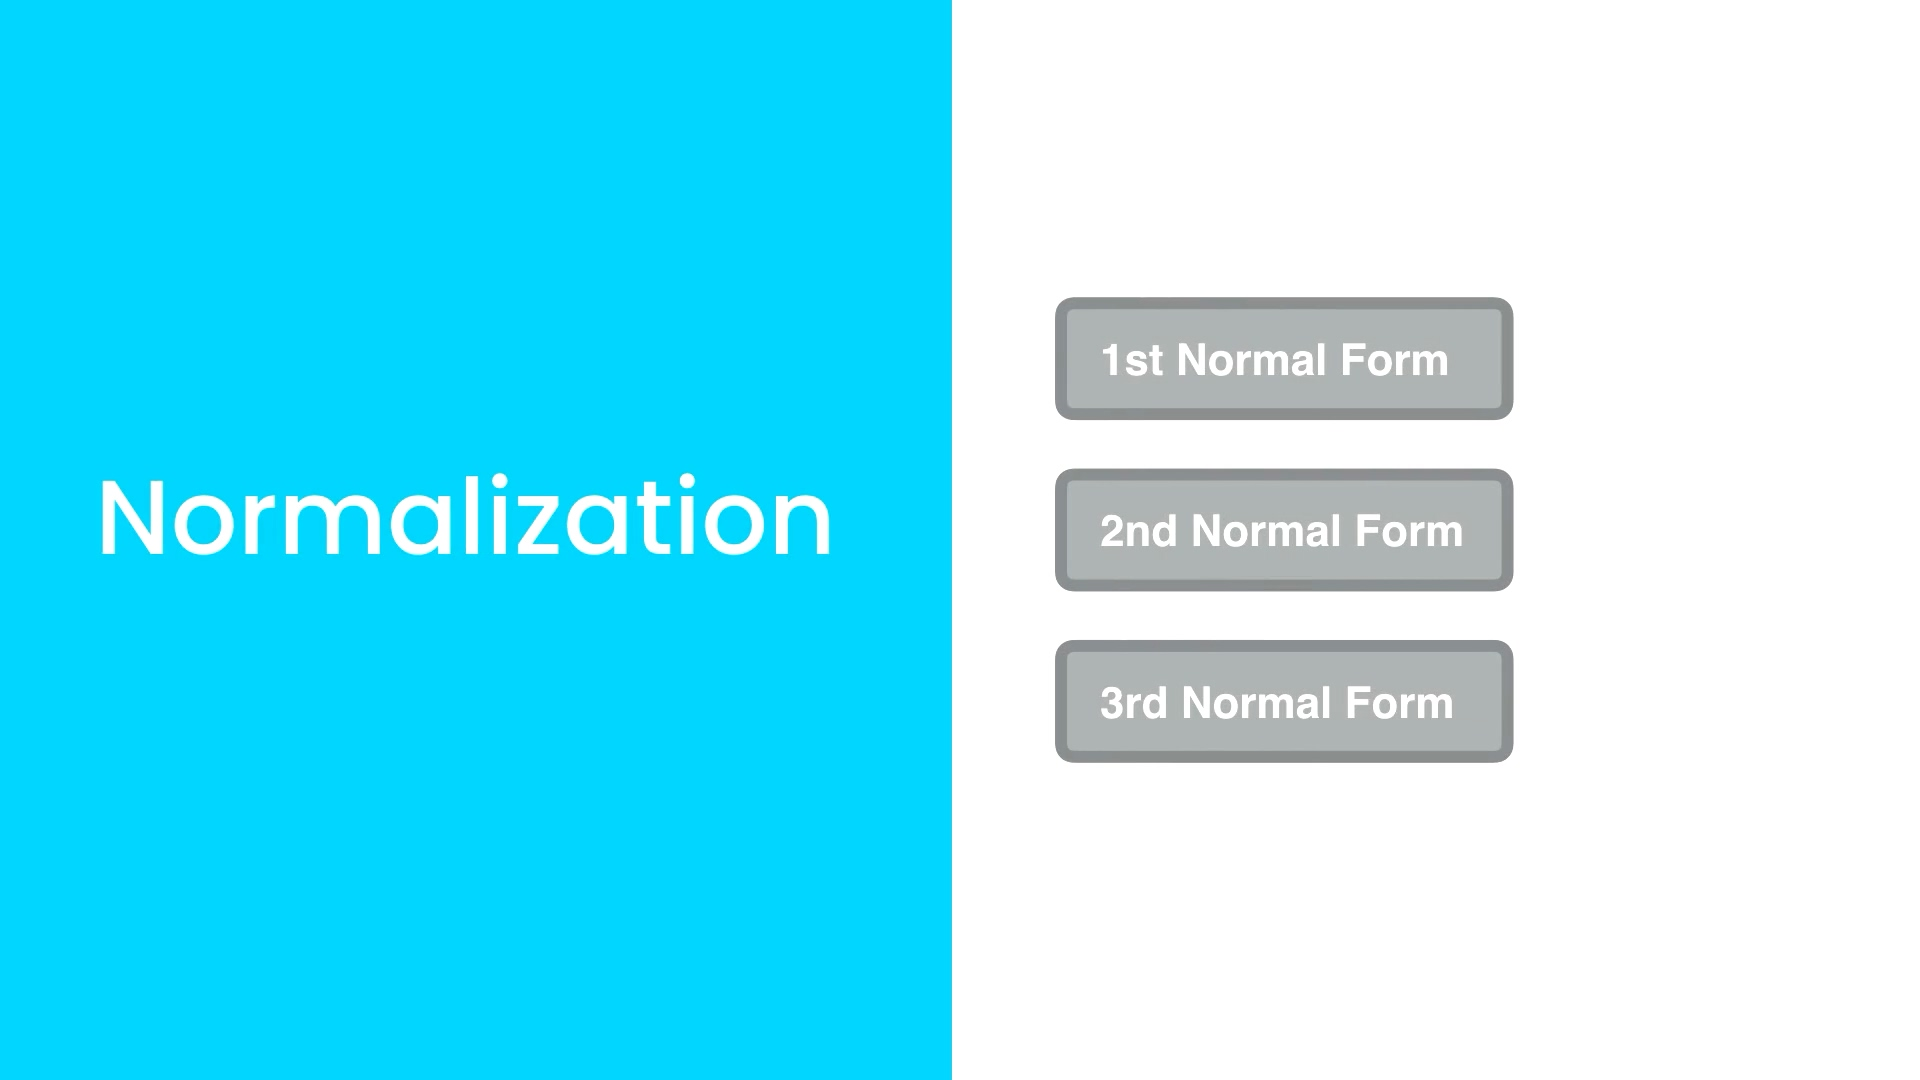 Normalization
1st Normal Form
2nd Normal Form
3rd Normal Form